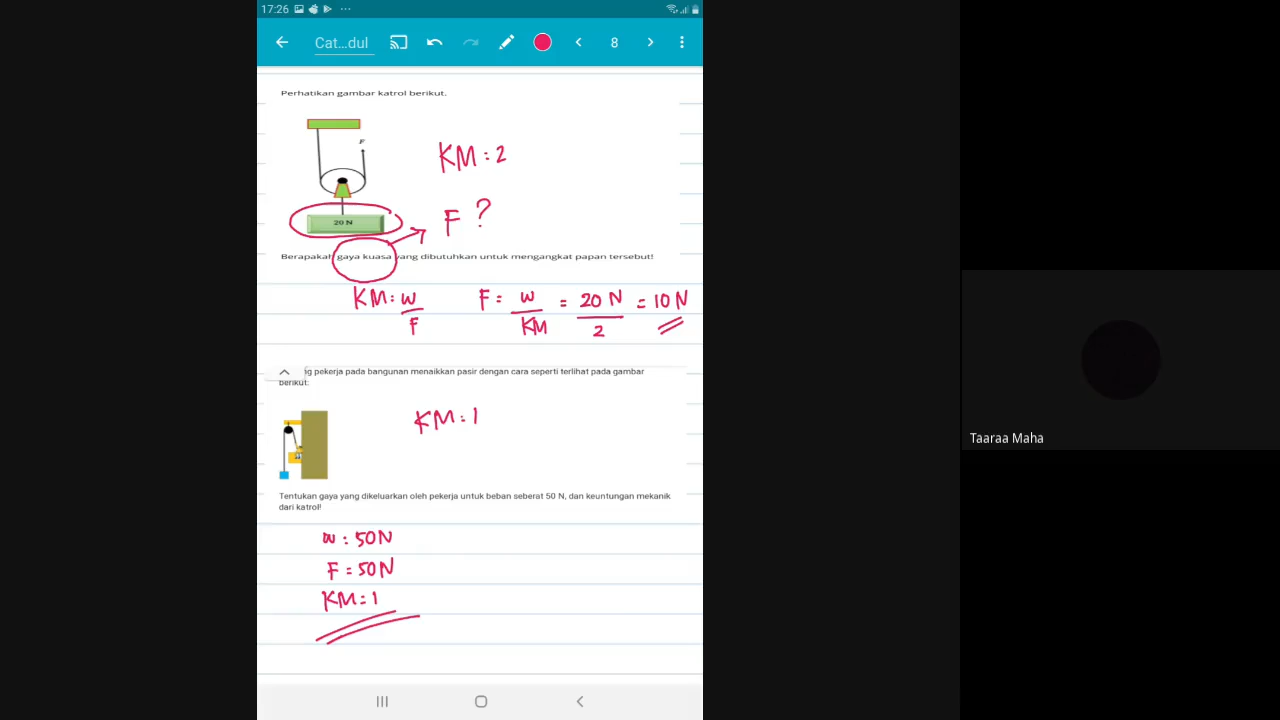 17:26
Cat...dul
8
Perhatikan gambar katrol berikut.
F
KM : 2
20 N
F ?
Berapakah gaya kuasa yang dibutuhkan untuk mengangkat papan tersebut!
KM : w/F F = w/KM = 20 N/2 = 10 N
ng pekerja pada bangunan menaikkan pasir dengan cara seperti terlihat pada gambar
berikut:
KM : 1
Tentukan gaya yang dikeluarkan oleh pekerja untuk beban seberat 50 N, dan keuntungan mekanik
dari katrol!
w : 50N
F = 50N
KM = 1
Taaraa Maha